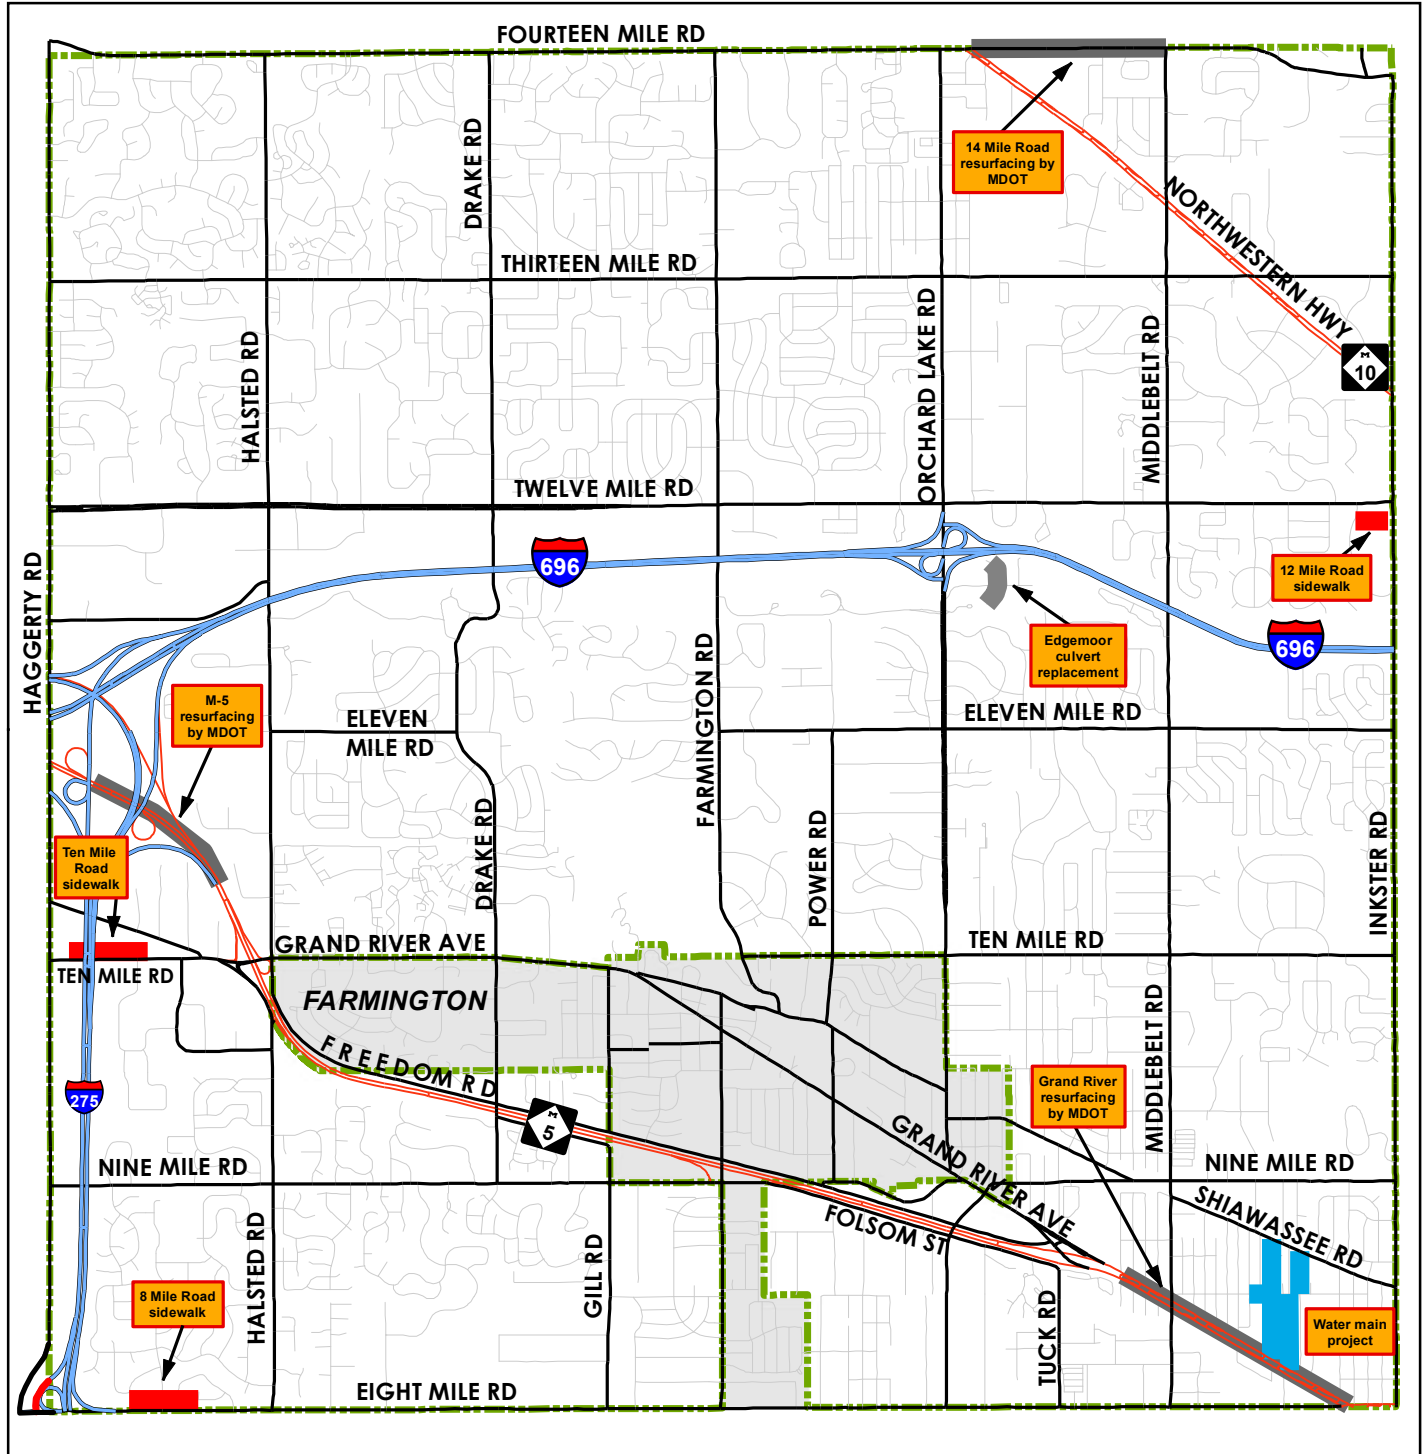 FOURTEEN MILE RD
DRAKE RD
14 Mile Road
resurfacing by
MDOT
NORTHWESTERN HWY
THIRTEEN MILE RD
HALSTED RD
ORCHARD LAKE RD
MIDDLEBELT RD
M
10
TWELVE MILE RD
696
12 Mile Road
sidewalk
HAGGERTY RD
Edgemoor
culvert
replacement
696
FARMINGTON RD
M-5
resurfacing
by MDOT
ELEVEN
MILE RD
ELEVEN MILE RD
DRAKE RD
POWER RD
INKSTER RD
Ten Mile
Road
sidewalk
GRAND RIVER AVE
TEN MILE RD
TEN MILE RD
FARMINGTON
FREEDOM RD
MIDDLEBELT RD
275
M
5
Grand River
resurfacing
by MDOT
GRAND RIVER AVE
NINE MILE RD
NINE MILE RD
SHIAWASSEE RD
FOLSOM ST
HALSTED RD
GILL RD
TUCK RD
8 Mile Road
sidewalk
Water main
project
EIGHT MILE RD